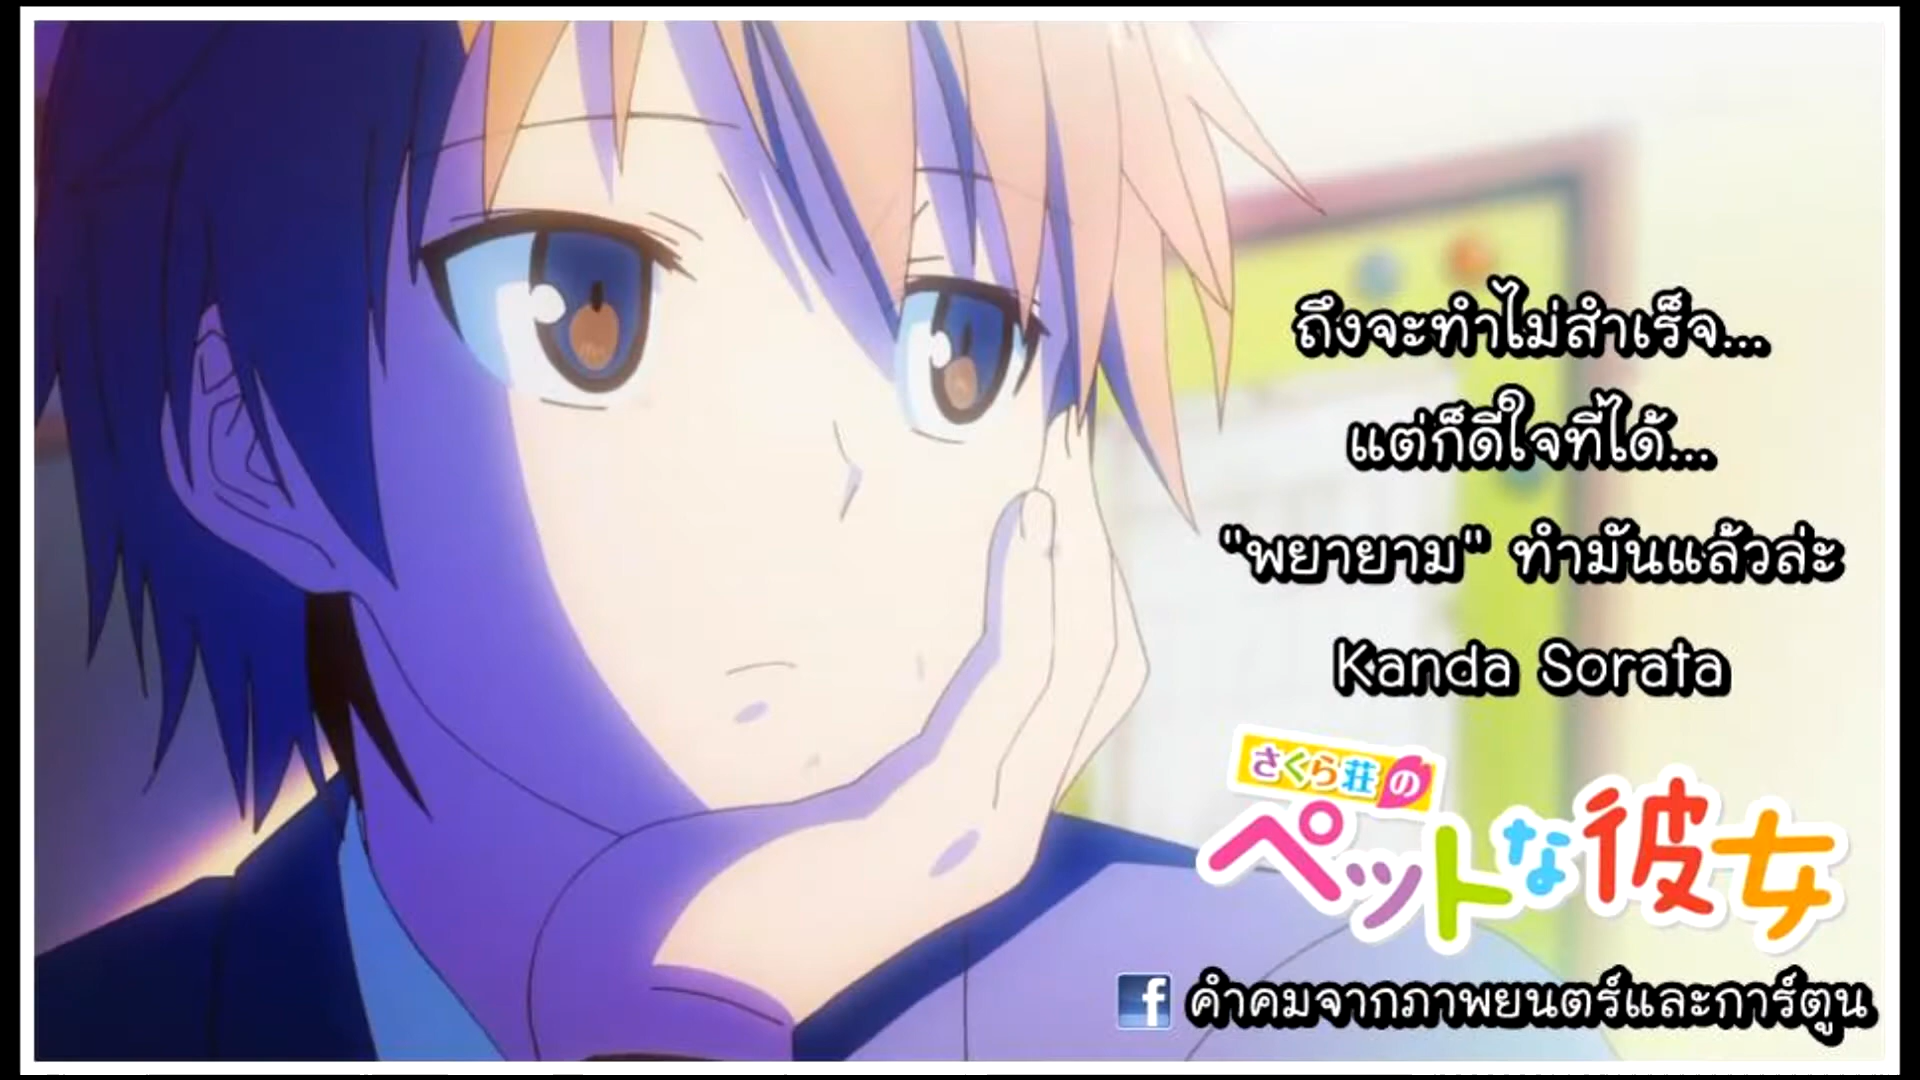 ถึงจะทำไม่สำเร็จ...
แต่ก็ดีใจที่ได้...
"พยายาม" ทำมันแล้วล่ะ
Kanda Sorata
さくら荘の
ペットな彼女
f คำคมจากภาพยนตร์และการ์ตูน